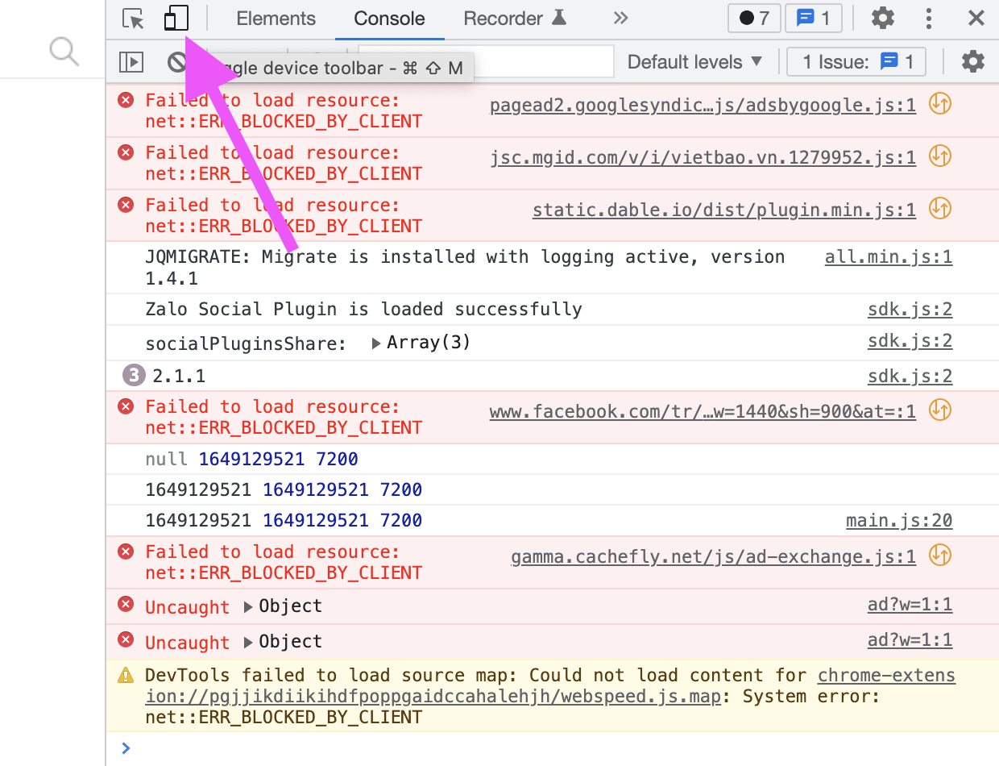 Elements Console Recorder 7 1
ggle device toolbar - ⌘ ⇧ M Default levels ▼ 1 Issue: 1
Failed to load resource: pagead2.googlesyndic…js/adsbygoogle.js:1
net::ERR_BLOCKED_BY_CLIENT
Failed to load resource: jsc.mgid.com/v/i/vietbao.vn.1279952.js:1
net::ERR_BLOCKED_BY_CLIENT
Failed to load resource: static.dable.io/dist/plugin.min.js:1
net::ERR_BLOCKED_BY_CLIENT
JQMIGRATE: Migrate is installed with logging active, version all.min.js:1
1.4.1
Zalo Social Plugin is loaded successfully sdk.js:2
socialPluginsShare: ▶ Array(3) sdk.js:2
3 2.1.1 sdk.js:2
Failed to load resource: www.facebook.com/tr/…w=1440&sh=900&at=:1
net::ERR_BLOCKED_BY_CLIENT
null 1649129521 7200
1649129521 1649129521 7200
1649129521 1649129521 7200 main.js:20
Failed to load resource: gamma.cachefly.net/js/ad-exchange.js:1
net::ERR_BLOCKED_BY_CLIENT
Uncaught ▶ Object ad?w=1:1
Uncaught ▶ Object ad?w=1:1
DevTools failed to load source map: Could not load content for chrome-extens
ion://pgjjikdiikihdfpoppgaidccahalehjh/webspeed.js.map: System error:
net::ERR_BLOCKED_BY_CLIENT